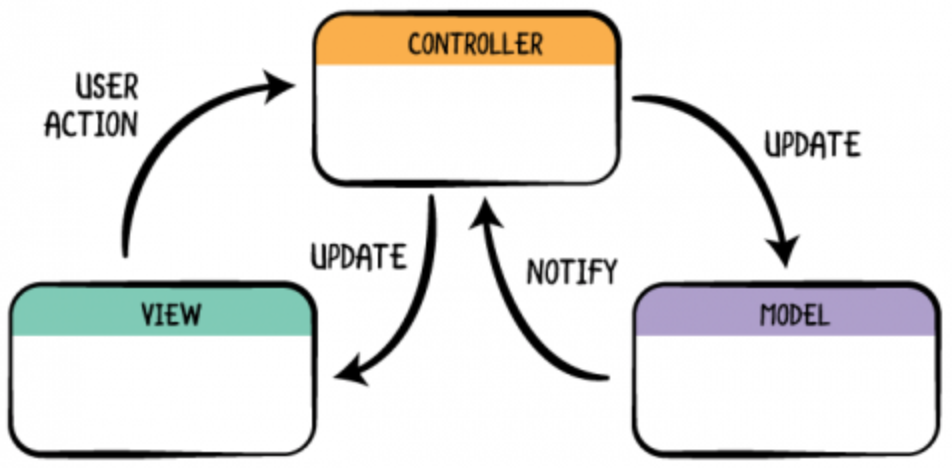 CONTROLLER
USER
ACTION
UPDATE
UPDATE
NOTIFY
VIEW
MODEL